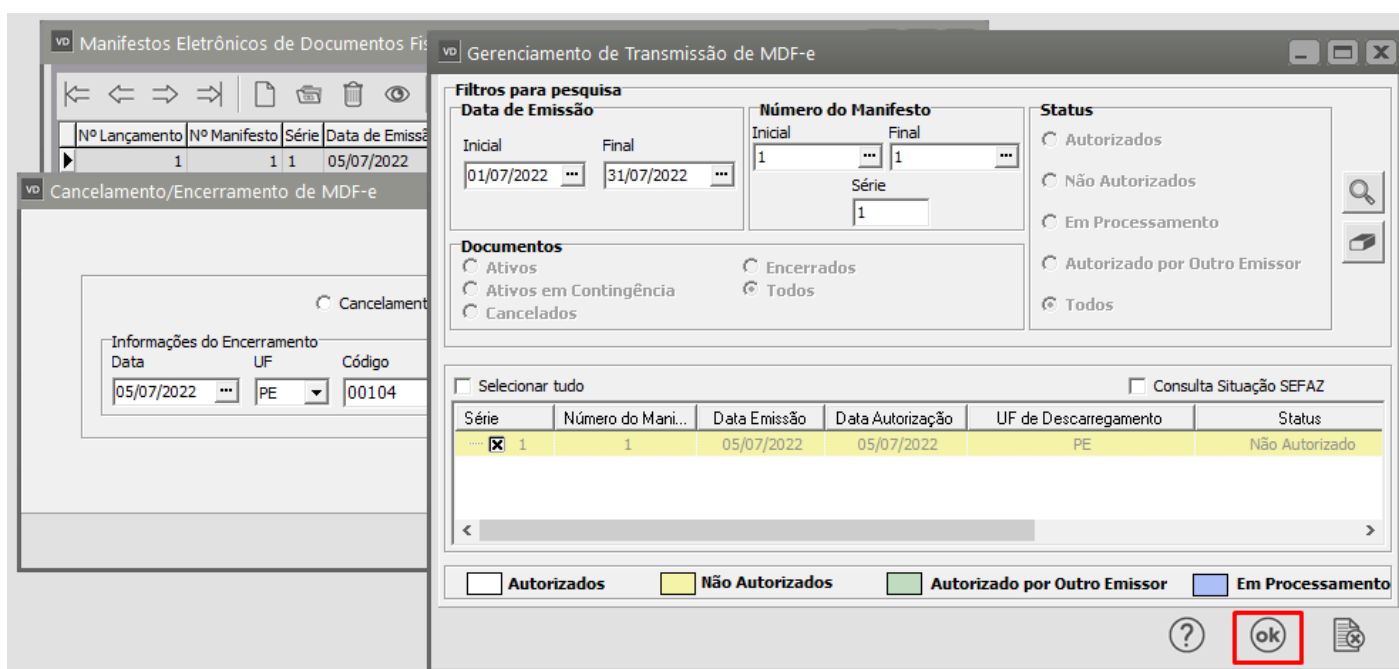 VD Manifestos Eletrônicos de Documentos Fis
Nº Lançamento Nº Manifesto Série Data de Emissã
1 1 1 05/07/2022
VD Cancelamento/Encerramento de MDF-e
Cancelament
Informações do Encerramento
Data UF Código
05/07/2022 ... PE 00104
VD Gerenciamento de Transmissão de MDF-e
Filtros para pesquisa
Data de Emissão
Inicial Final
01/07/2022 ... 31/07/2022 ...
Número do Manifesto
Inicial Final
1 ... 1 ...
Série
1
Status
Autorizados
Não Autorizados
Em Processamento
Autorizado por Outro Emissor
Todos
Documentos
Ativos Encerrados
Ativos em Contingência Todos
Cancelados
Selecionar tudo Consulta Situação SEFAZ
Série Número do Mani... Data Emissão Data Autorização UF de Descarregamento Status
1 1 05/07/2022 05/07/2022 PE Não Autorizado
Autorizados Não Autorizados Autorizado por Outro Emissor Em Processamento
? ok